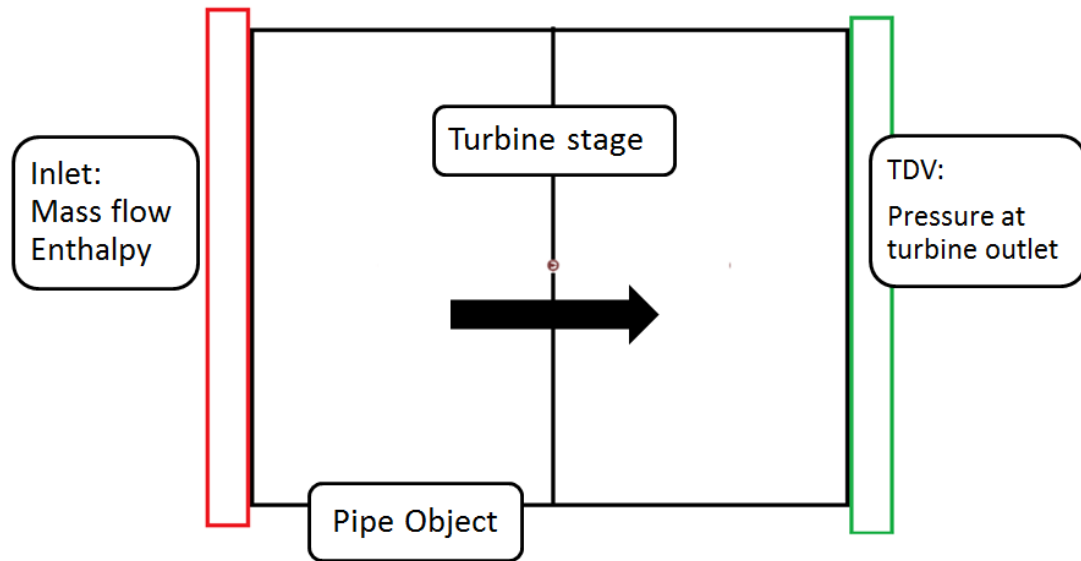 Turbine stage
Inlet:
Mass flow
Enthalpy
TDV:
Pressure at
turbine outlet
Pipe Object